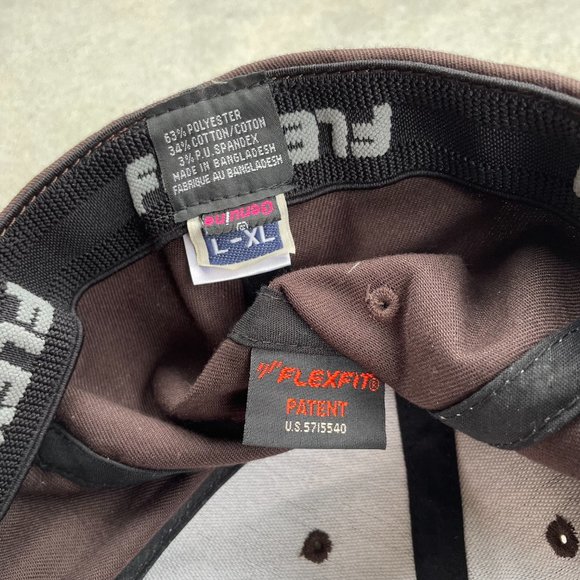 63% POLYESTER
34% COTTON/COTON
3% P.U. SPANDEX
MADE IN BANGLADESH
FABRIQUE AU BANGLADESH
Genuine
L-XL
FLEXFIT®
PATENT
U.S. 5715540
FLE
F
FLE